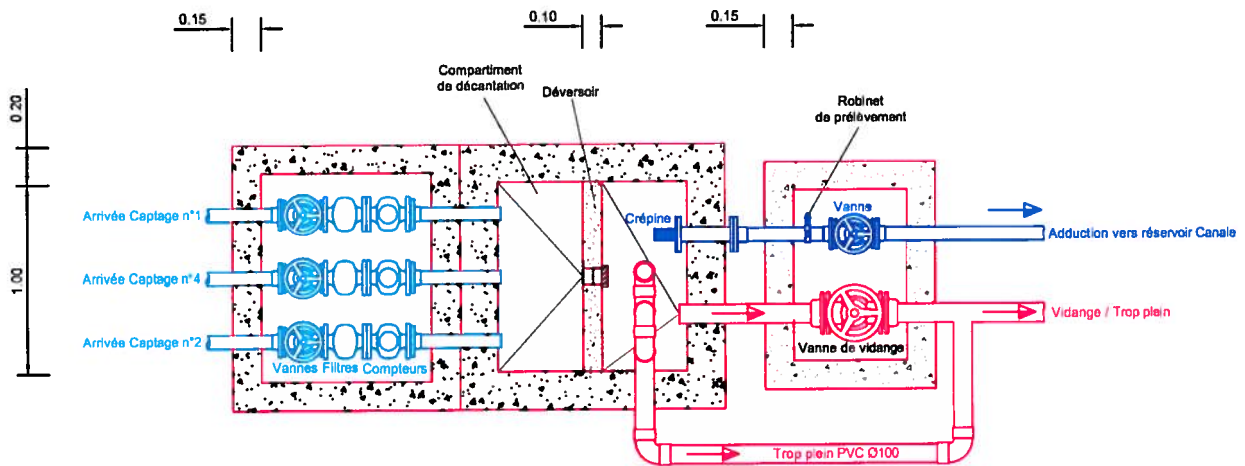 0.15
0.10
0.15
0.20
1.00
Compartiment
de décantation
Déversoir
Robinet
de prélèvement
Arrivée Captage n°1
Arrivée Captage n°4
Arrivée Captage n°2
Vannes Filtres Compteurs
Crépine
Vanne
Adduction vers réservoir Canale
Vidange / Trop plein
Vanne de vidange
Trop plein PVC Ø100